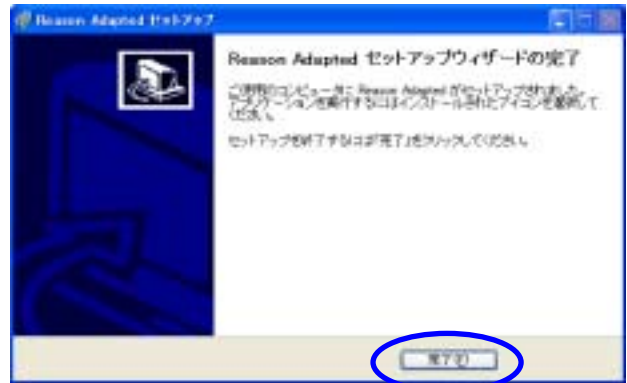 Reason Adapted セットアップ
Reason Adapted セットアップウィザードの完了
ご使用のコンピュータに Reason Adapted がセットアップされました。
アプリケーションを実行するにはインストールされたアイコンを選択して
ください。
セットアップを終了するには「完了」をクリックしてください。
完了(F)